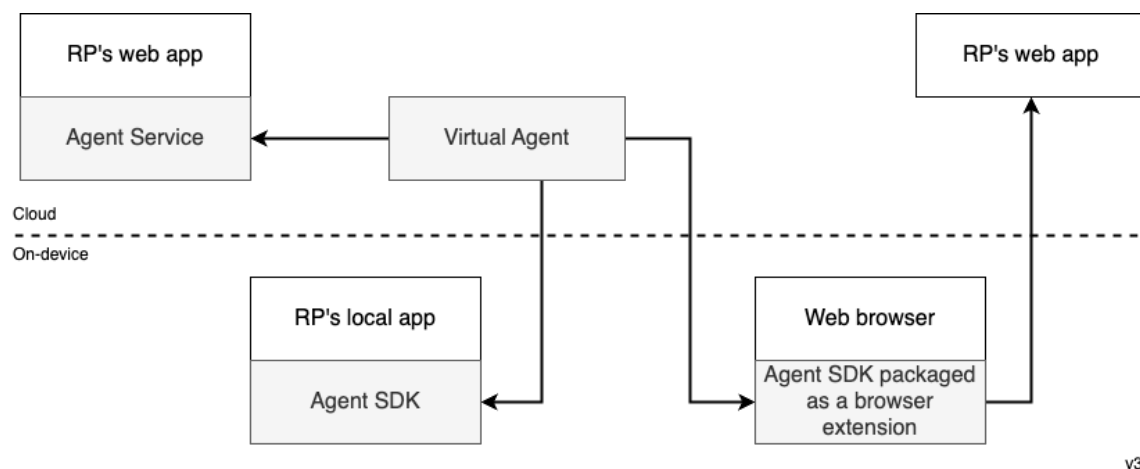 RP's web app
RP's web app
Agent Service
Virtual Agent
Cloud
On-device
RP's local app
Web browser
Agent SDK
Agent SDK packaged
as a browser
extension
v3